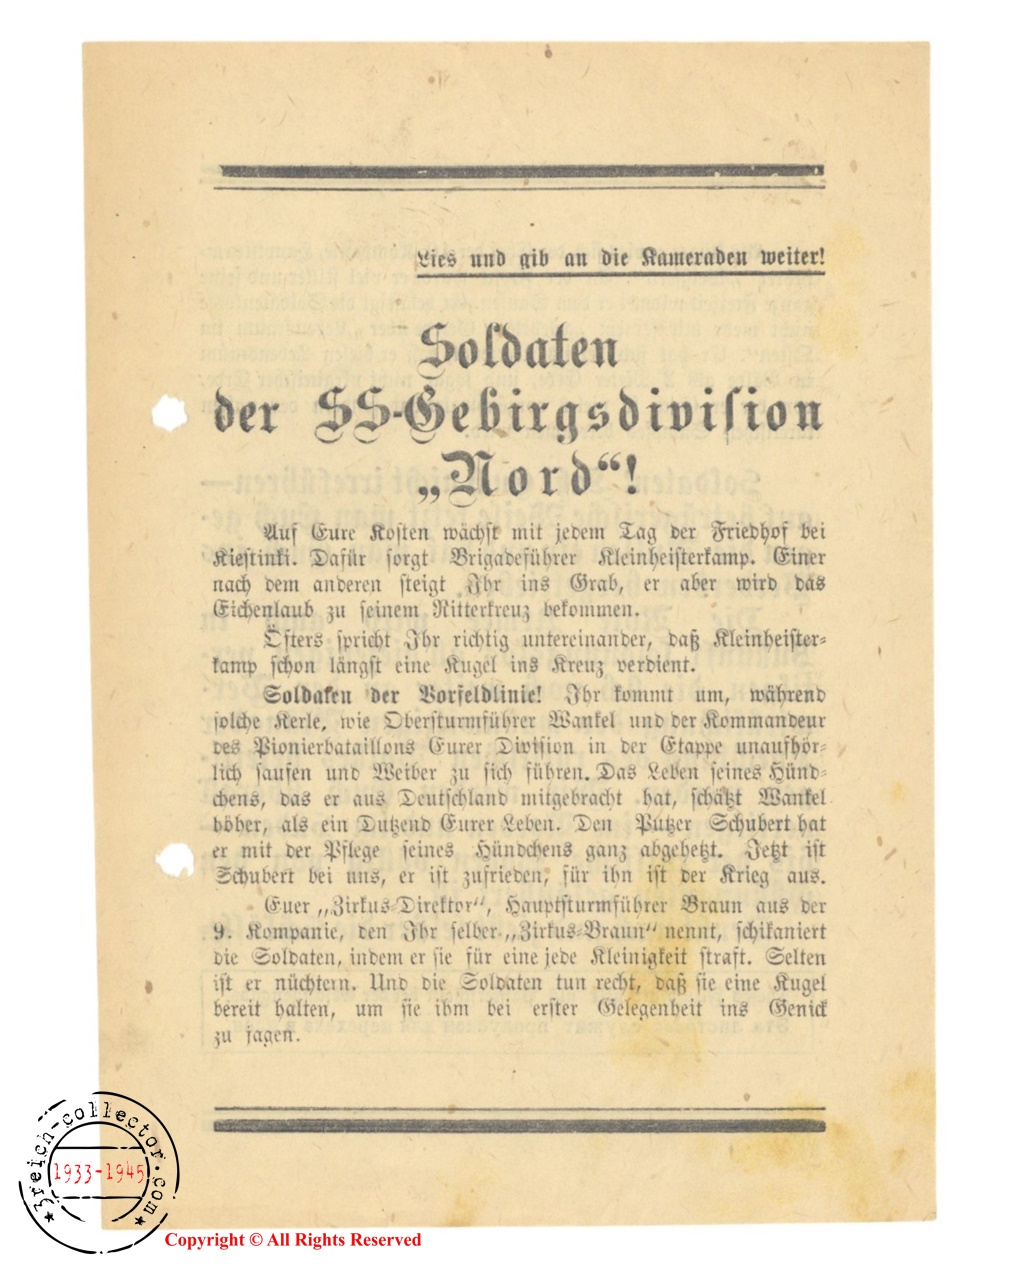 Lies und gib an die Kameraden weiter!
Soldaten
der SS-Gebirgsdivision
„Nord“!
Auf Eure Kosten wächst mit jedem Tag der Friedhof bei
Kiestinki. Dafür sorgt Brigadeführer Kleinheisterkamp. Einer
nach dem anderen steigt Ihr ins Grab, er aber wird das
Eichenlaub zu seinem Ritterkreuz bekommen.
Öfters spricht Ihr richtig untereinander, daß Kleinheister-
kamp schon längst eine Kugel ins Kreuz verdient.
Soldaten der Vorfeldlinie! Ihr kommt um, während
solche Kerle, wie Obersturmführer Wankel und der Kommandeur
des Pionierbataillons Eurer Division in der Etappe unaufhör-
lich saufen und Weiber zu sich führen. Das Leben seines Hünd-
chens, das er aus Deutschland mitgebracht hat, schätzt Wankel
höher, als ein Dutzend Eurer Leben. Den Putzer Schubert hat
er mit der Pflege seines Hündchens ganz abgehetzt. Jetzt ist
Schubert bei uns, er ist zufrieden, für ihn ist der Krieg aus.
Euer „Zirkus-Direktor“, Hauptsturmführer Braun aus der
9. Kompanie, den Ihr selber „Zirkus-Braun“ nennt, schikaniert
die Soldaten, indem er sie für eine jede Kleinigkeit straft. Selten
ist er nüchtern. Und die Soldaten tun recht, daß sie eine Kugel
bereit halten, um sie ihm bei erster Gelegenheit ins Genick
zu jagen.
3reich-collector.com
1933-1945
Copyright © All Rights Reserved